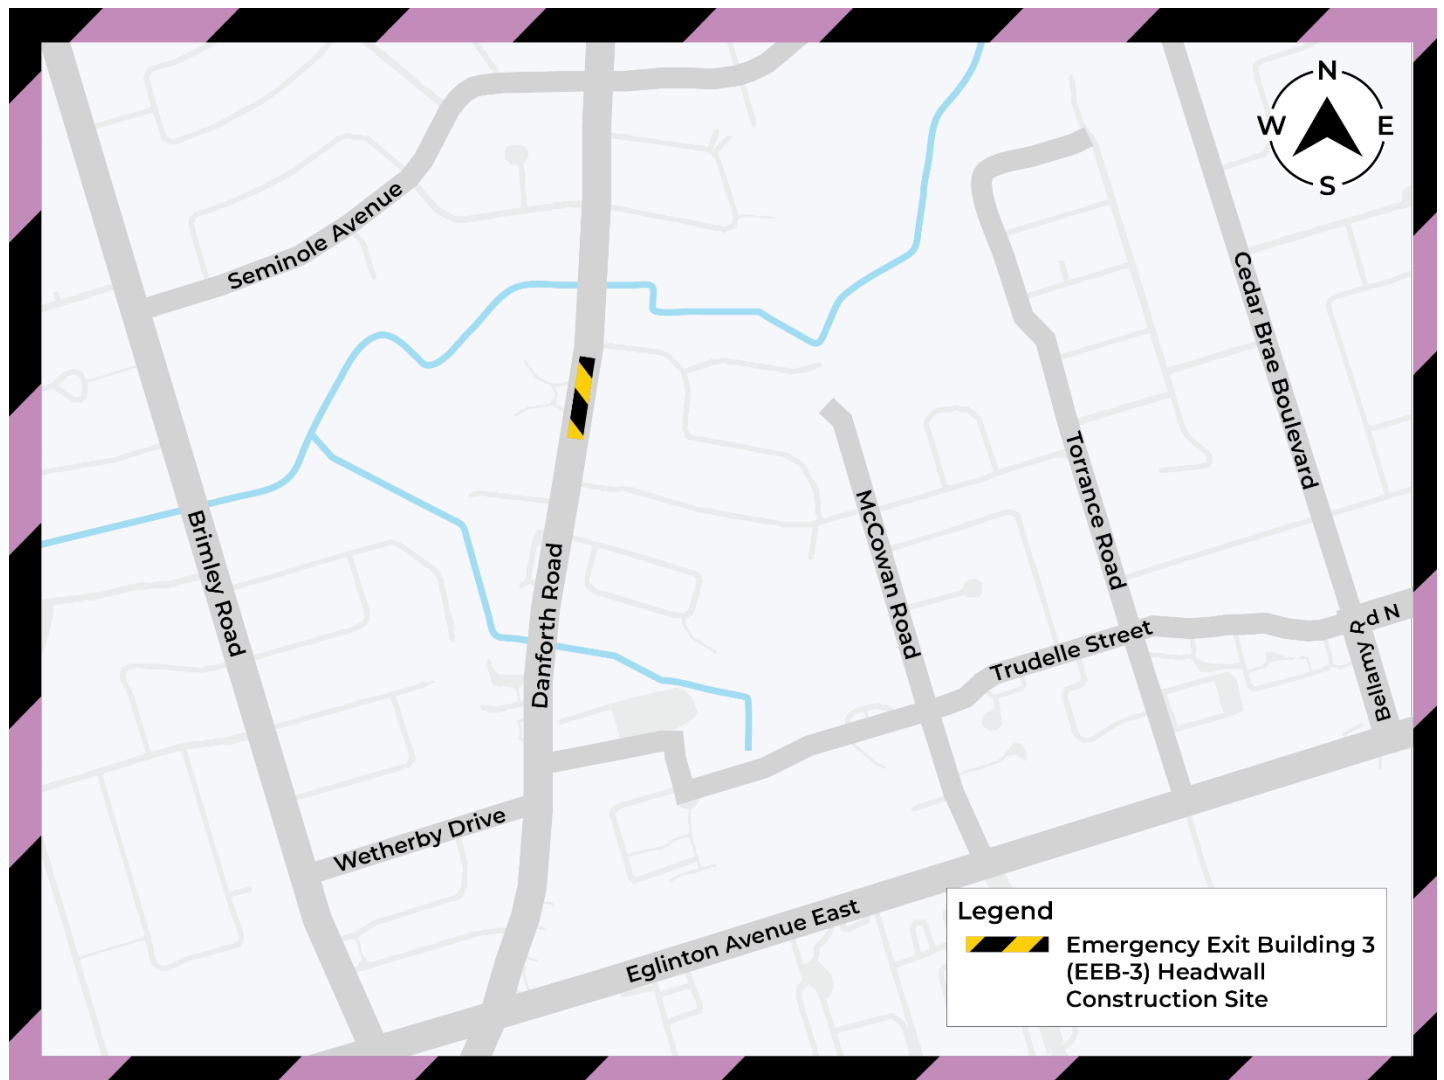 N
W
E
S
Seminole Avenue
Cedar Brae Boulevard
Torrance Road
McCowan Road
Brimley Road
Danforth Road
Bellamy Rd N
Trudelle Street
Wetherby Drive
Eglinton Avenue East
Legend
Emergency Exit Building 3
(EEB-3) Headwall
Construction Site